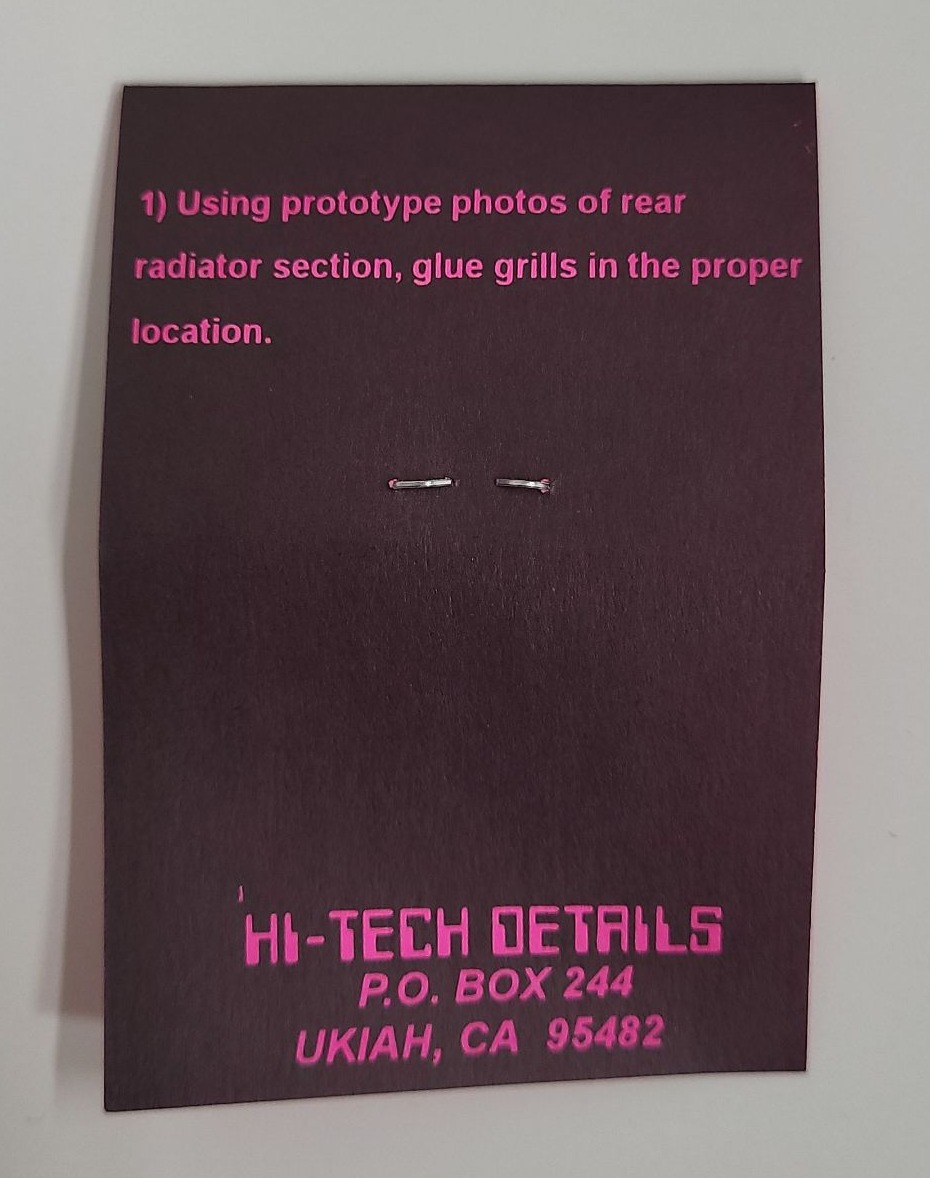 1) Using prototype photos of rear
radiator section, glue grills in the proper
location.
HI-TECH DETAILS
P.O. BOX 244
UKIAH, CA 95482